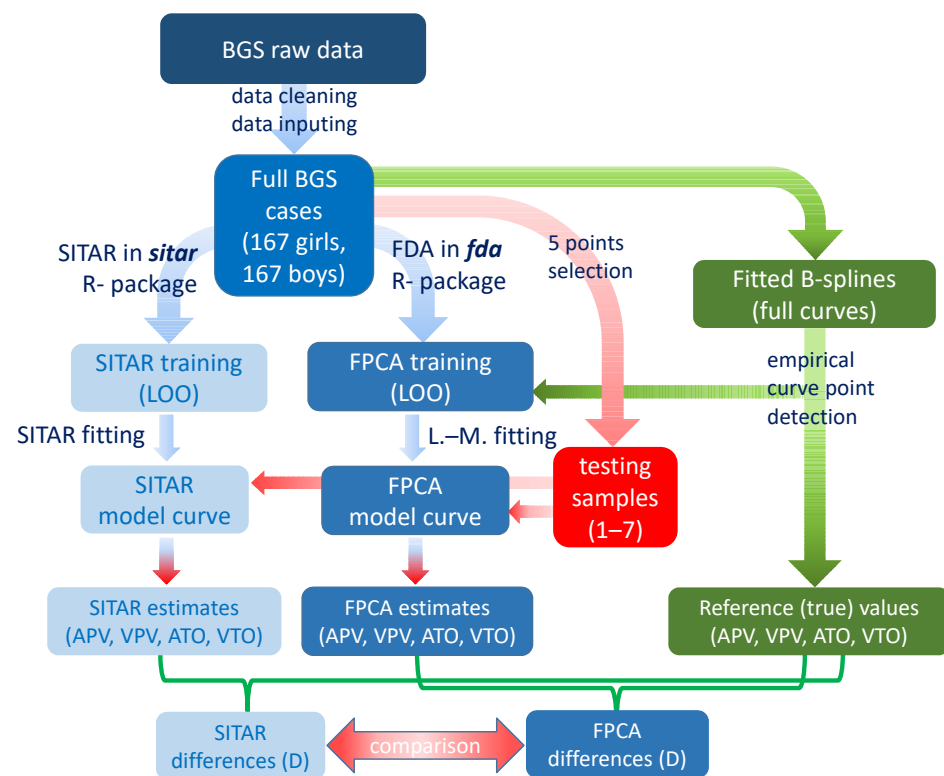 BGS raw data
data cleaning
data inputing
Full BGS
cases
(167 girls,
167 boys)
SITAR in sitar
R- package
FDA in fda
R- package
5 points
selection
Fitted B-splines
(full curves)
SITAR training
(LOO)
FPCA training
(LOO)
empirical
curve point
detection
SITAR fitting
L.–M. fitting
SITAR
model curve
FPCA
model curve
testing
samples
(1–7)
SITAR estimates
(APV, VPV, ATO, VTO)
FPCA estimates
(APV, VPV, ATO, VTO)
Reference (true) values
(APV, VPV, ATO, VTO)
SITAR
differences (D)
comparison
FPCA
differences (D)